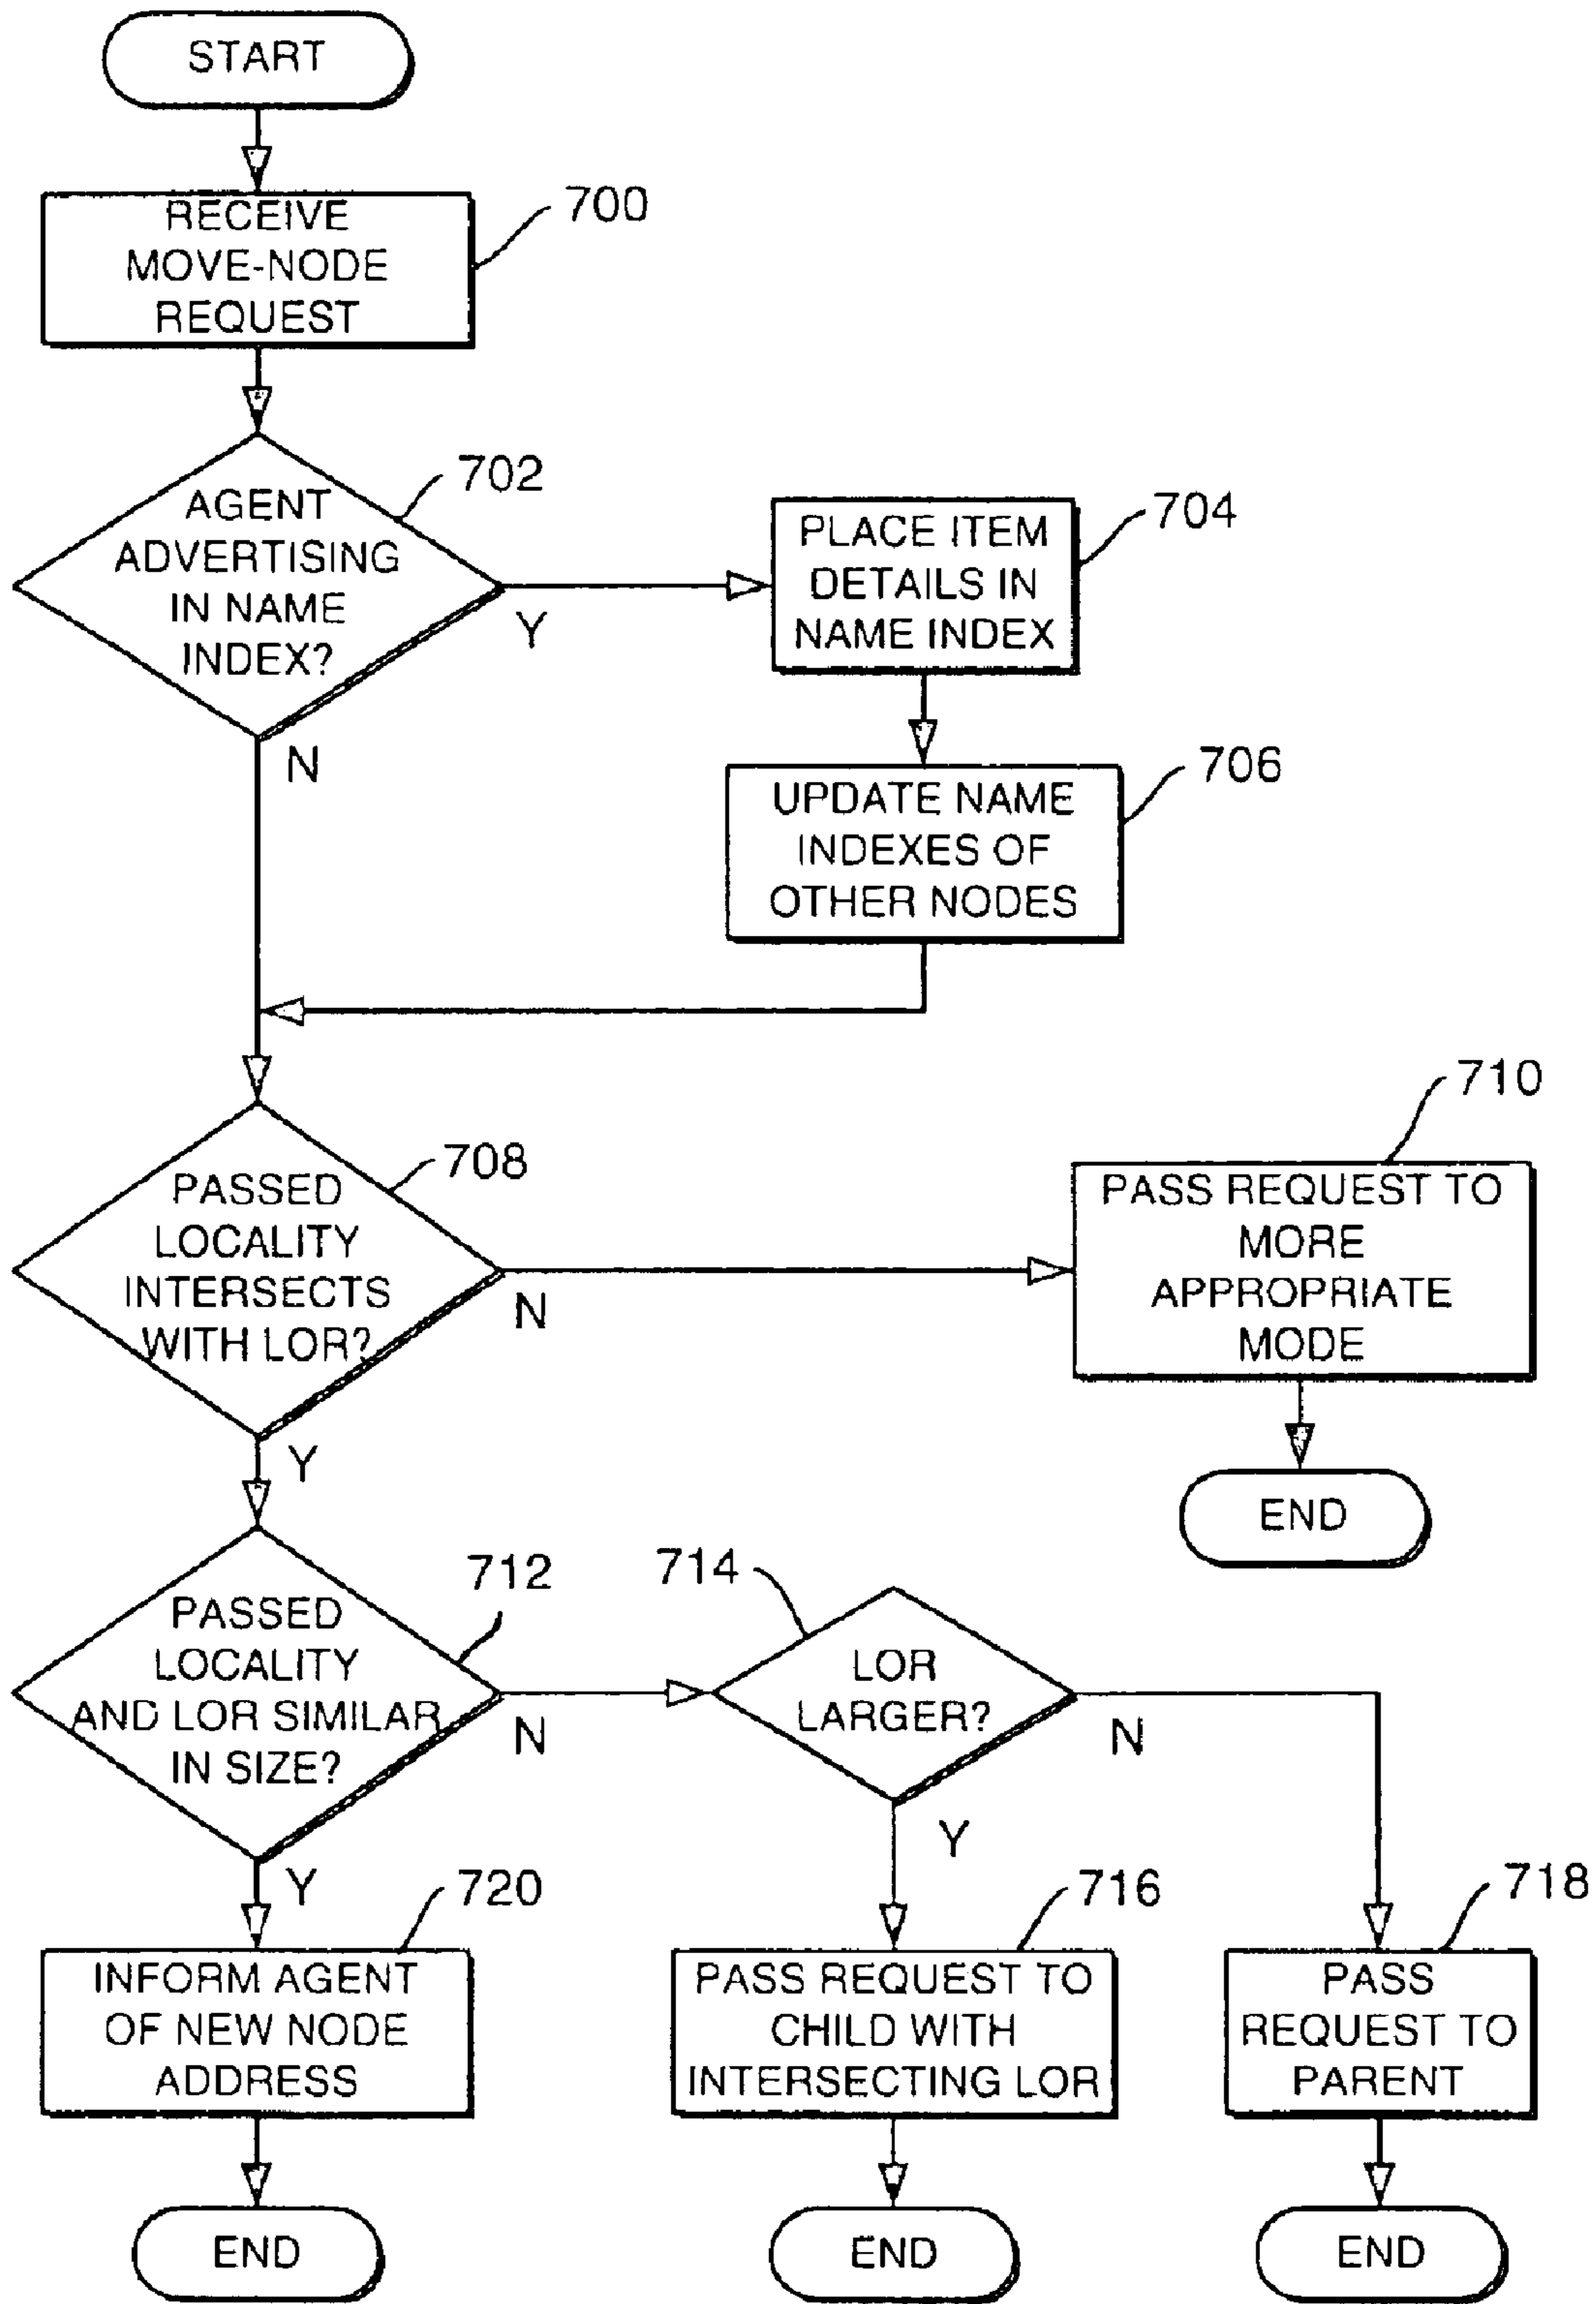 START
700
RECEIVE
MOVE-NODE
REQUEST
702
AGENT
ADVERTISING
IN NAME
INDEX?
Y
N
704
PLACE ITEM
DETAILS IN
NAME INDEX
706
UPDATE NAME
INDEXES OF
OTHER NODES
708
PASSED
LOCALITY
INTERSECTS
WITH LOR?
N
Y
710
PASS REQUEST TO
MORE
APPROPRIATE
MODE
END
712
PASSED
LOCALITY
AND LOR SIMILAR
IN SIZE?
N
Y
714
LOR
LARGER?
N
Y
720
INFORM AGENT
OF NEW NODE
ADDRESS
716
PASS REQUEST TO
CHILD WITH
INTERSECTING LOR
718
PASS
REQUEST TO
PARENT
END
END
END